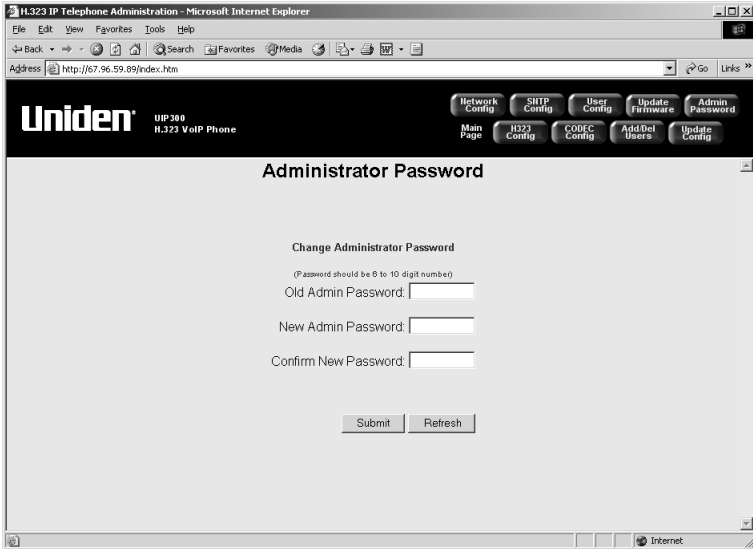 H.323 IP Telephone Administration - Microsoft Internet Explorer
File Edit View Favorites Tools Help
Back Search Favorites Media
Address http://67.96.59.89/index.htm Go Links »
Uniden
UIP300
H.323 VoIP Phone
Network Config SNTP Config User Config Update Firmware Admin Password
Main Page H323 Config CODEC Config Add/Del Users Update Config
Administrator Password
Change Administrator Password
(Password should be 6 to 10 digit number)
Old Admin Password:
New Admin Password:
Confirm New Password:
Submit Refresh
Internet